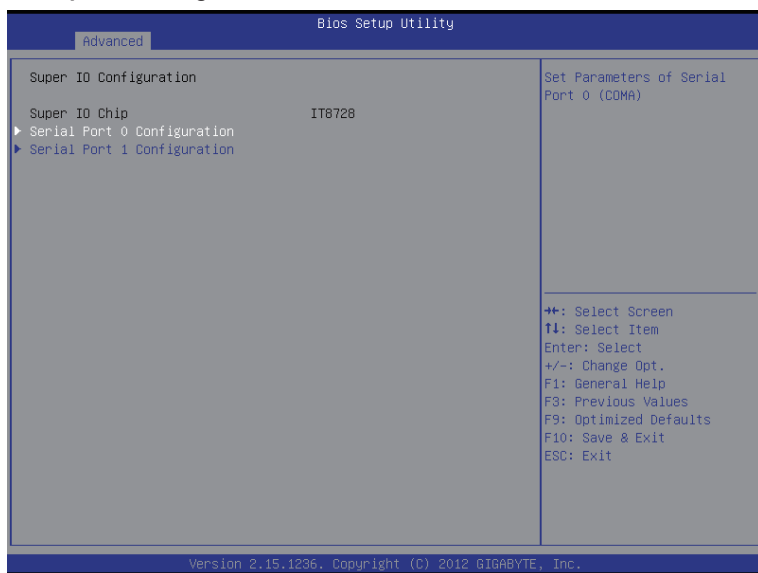 Bios Setup Utility
Advanced
Super IO Configuration
Super IO Chip IT8728
Serial Port 0 Configuration
Serial Port 1 Configuration
Set Parameters of Serial
Port 0 (COMA)
→←: Select Screen
↑↓: Select Item
Enter: Select
+/-: Change Opt.
F1: General Help
F3: Previous Values
F9: Optimized Defaults
F10: Save & Exit
ESC: Exit
Version 2.15.1236. Copyright (C) 2012 GIGABYTE, Inc.